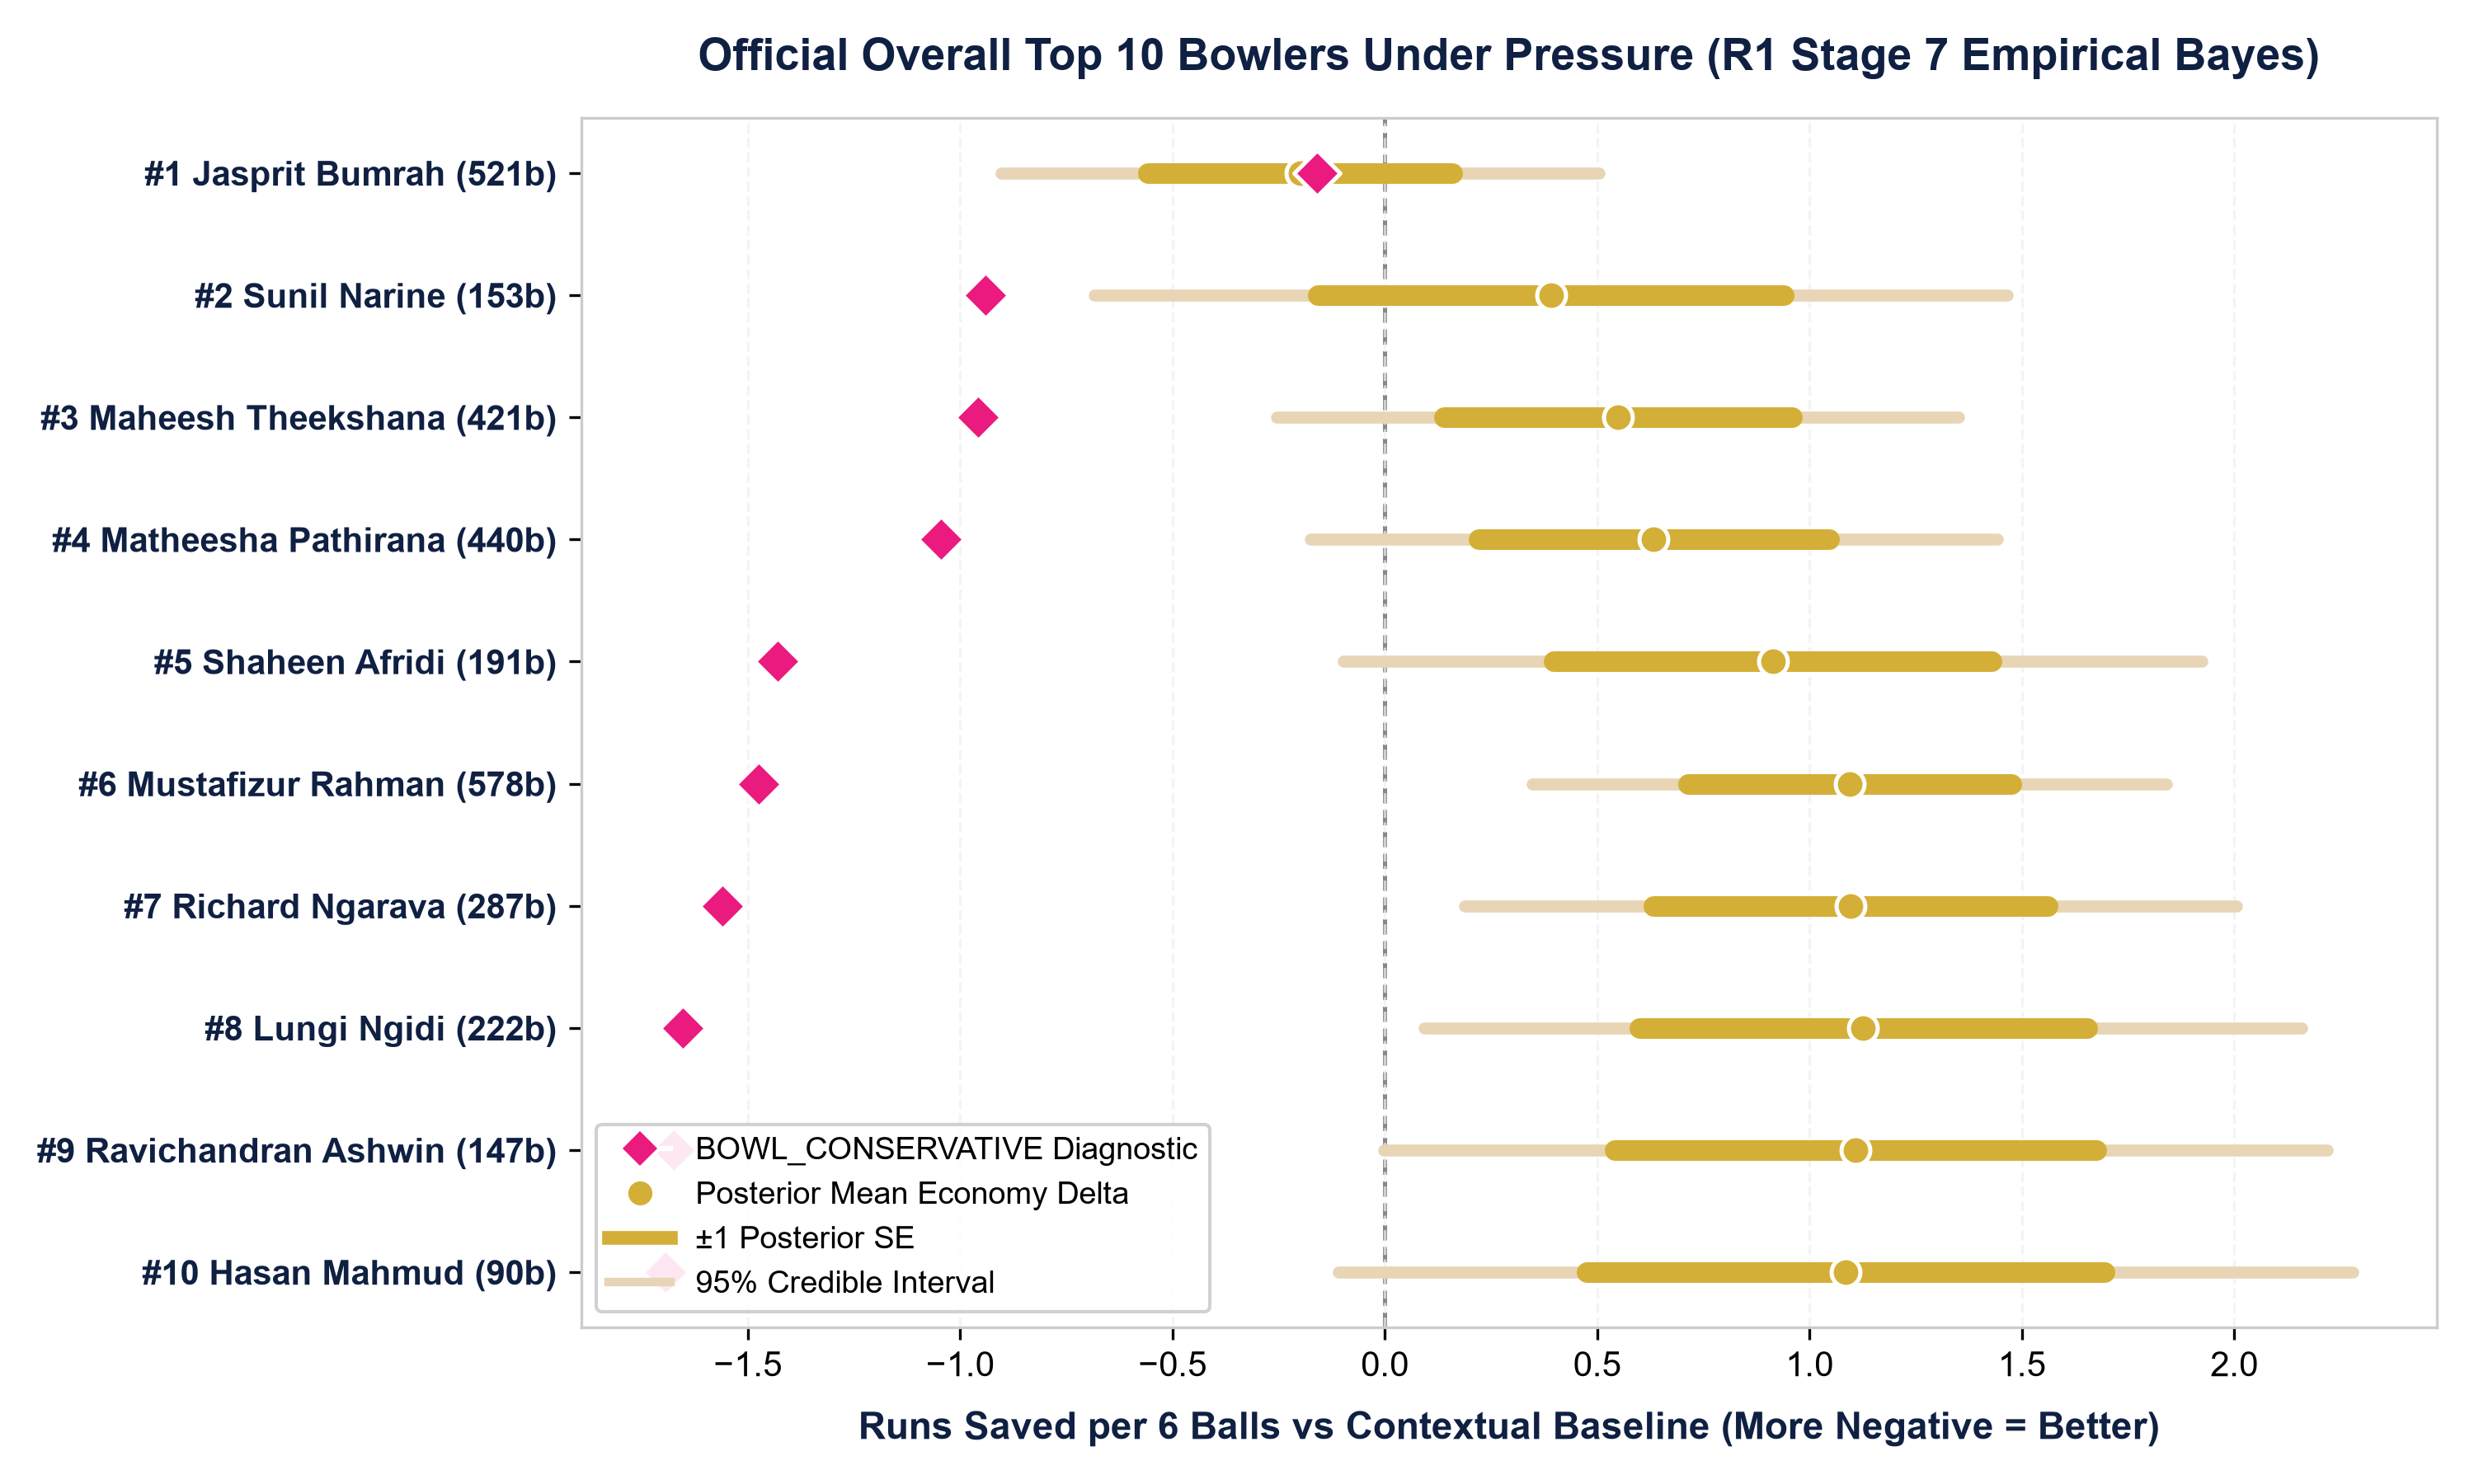 Official Overall Top 10 Bowlers Under Pressure (R1 Stage 7 Empirical Bayes)
#1 Jasprit Bumrah (521b)
#2 Sunil Narine (153b)
#3 Maheesh Theekshana (421b)
#4 Matheesha Pathirana (440b)
#5 Shaheen Afridi (191b)
#6 Mustafizur Rahman (578b)
#7 Richard Ngarava (287b)
#8 Lungi Ngidi (222b)
#9 Ravichandran Ashwin (147b)
#10 Hasan Mahmud (90b)
BOWL_CONSERVATIVE Diagnostic
Posterior Mean Economy Delta
±1 Posterior SE
95% Credible Interval
−1.5 −1.0 −0.5 0.0 0.5 1.0 1.5 2.0
Runs Saved per 6 Balls vs Contextual Baseline (More Negative = Better)